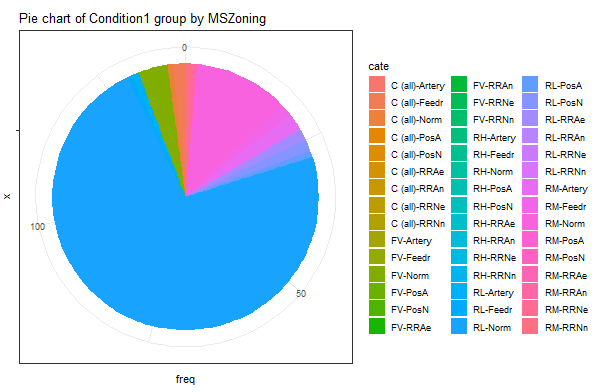 Pie chart of Condition1 group by MSZoning
0
50
100
x
freq
cate
C (all)-Artery
C (all)-Feedr
C (all)-Norm
C (all)-PosA
C (all)-PosN
C (all)-RRAe
C (all)-RRAn
C (all)-RRNe
C (all)-RRNn
FV-Artery
FV-Feedr
FV-Norm
FV-PosA
FV-PosN
FV-RRAe
FV-RRAn
FV-RRNe
FV-RRNn
RH-Artery
RH-Feedr
RH-Norm
RH-PosA
RH-PosN
RH-RRAe
RH-RRAn
RH-RRNe
RH-RRNn
RL-Artery
RL-Feedr
RL-Norm
RL-PosA
RL-PosN
RL-RRAe
RL-RRAn
RL-RRNe
RL-RRNn
RM-Artery
RM-Feedr
RM-Norm
RM-PosA
RM-PosN
RM-RRAe
RM-RRAn
RM-RRNe
RM-RRNn